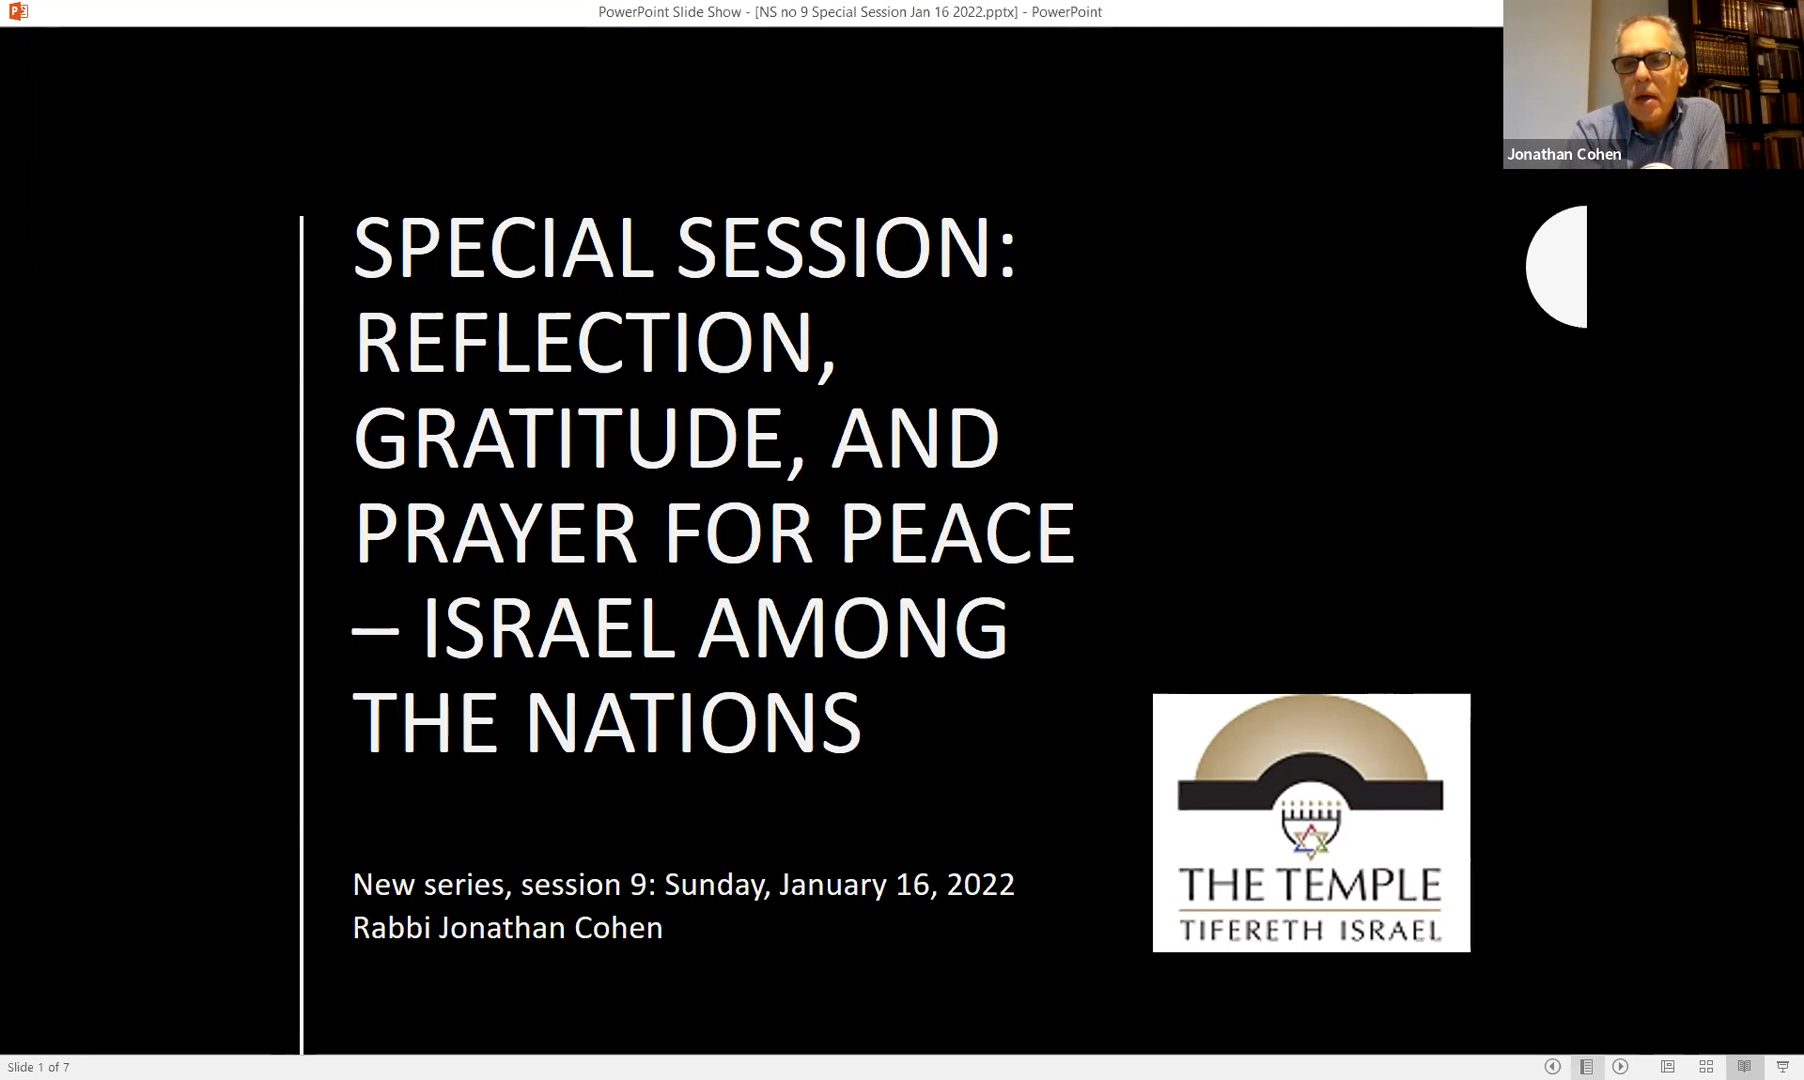 PowerPoint Slide Show - [NS no 9 Special Session Jan 16 2022.pptx] - PowerPoint
Jonathan Cohen
SPECIAL SESSION:
REFLECTION,
GRATITUDE, AND
PRAYER FOR PEACE
– ISRAEL AMONG
THE NATIONS
New series, session 9: Sunday, January 16, 2022
Rabbi Jonathan Cohen
THE TEMPLE
TIFERETH ISRAEL
Slide 1 of 7